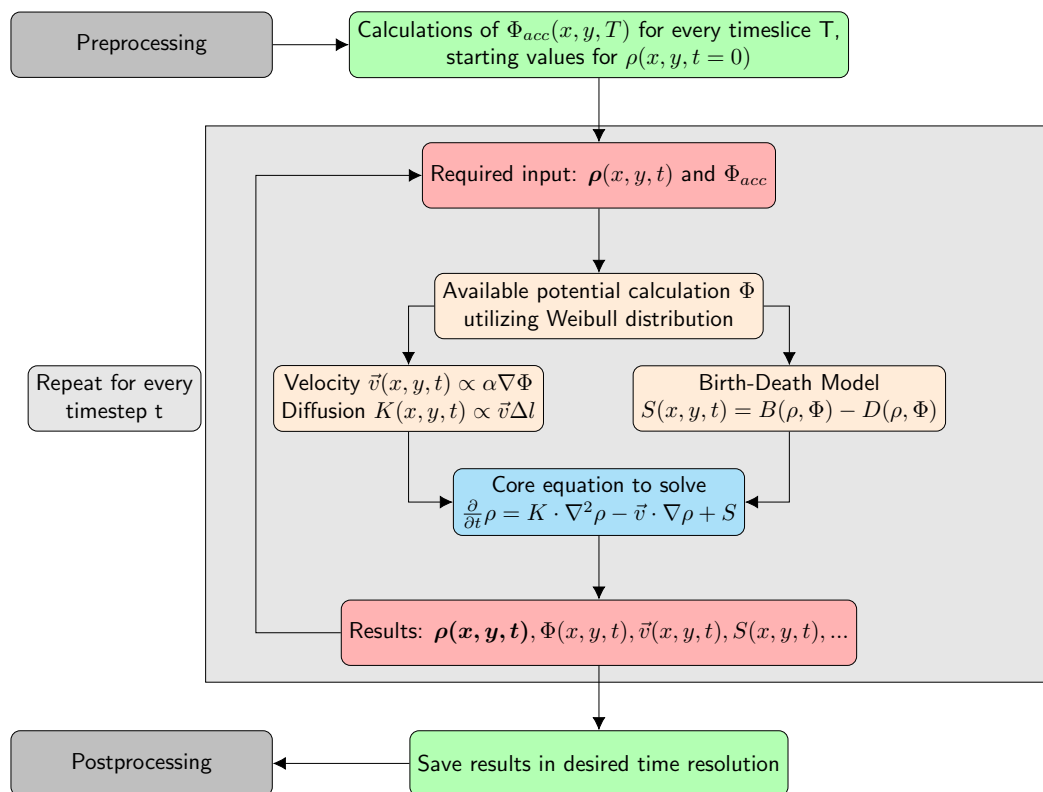 Preprocessing
Calculations of Φ_acc(x, y, T) for every timeslice T,
starting values for ρ(x, y, t = 0)
Required input: ρ(x, y, t) and Φ_acc
Available potential calculation Φ
utilizing Weibull distribution
Repeat for every
timestep t
Velocity v⃗(x, y, t) ∝ α∇Φ
Diffusion K(x, y, t) ∝ v⃗Δl
Birth-Death Model
S(x, y, t) = B(ρ, Φ) − D(ρ, Φ)
Core equation to solve
∂/∂t ρ = K · ∇²ρ − v⃗ · ∇ρ + S
Results: ρ(x, y, t), Φ(x, y, t), v⃗(x, y, t), S(x, y, t), ...
Postprocessing
Save results in desired time resolution